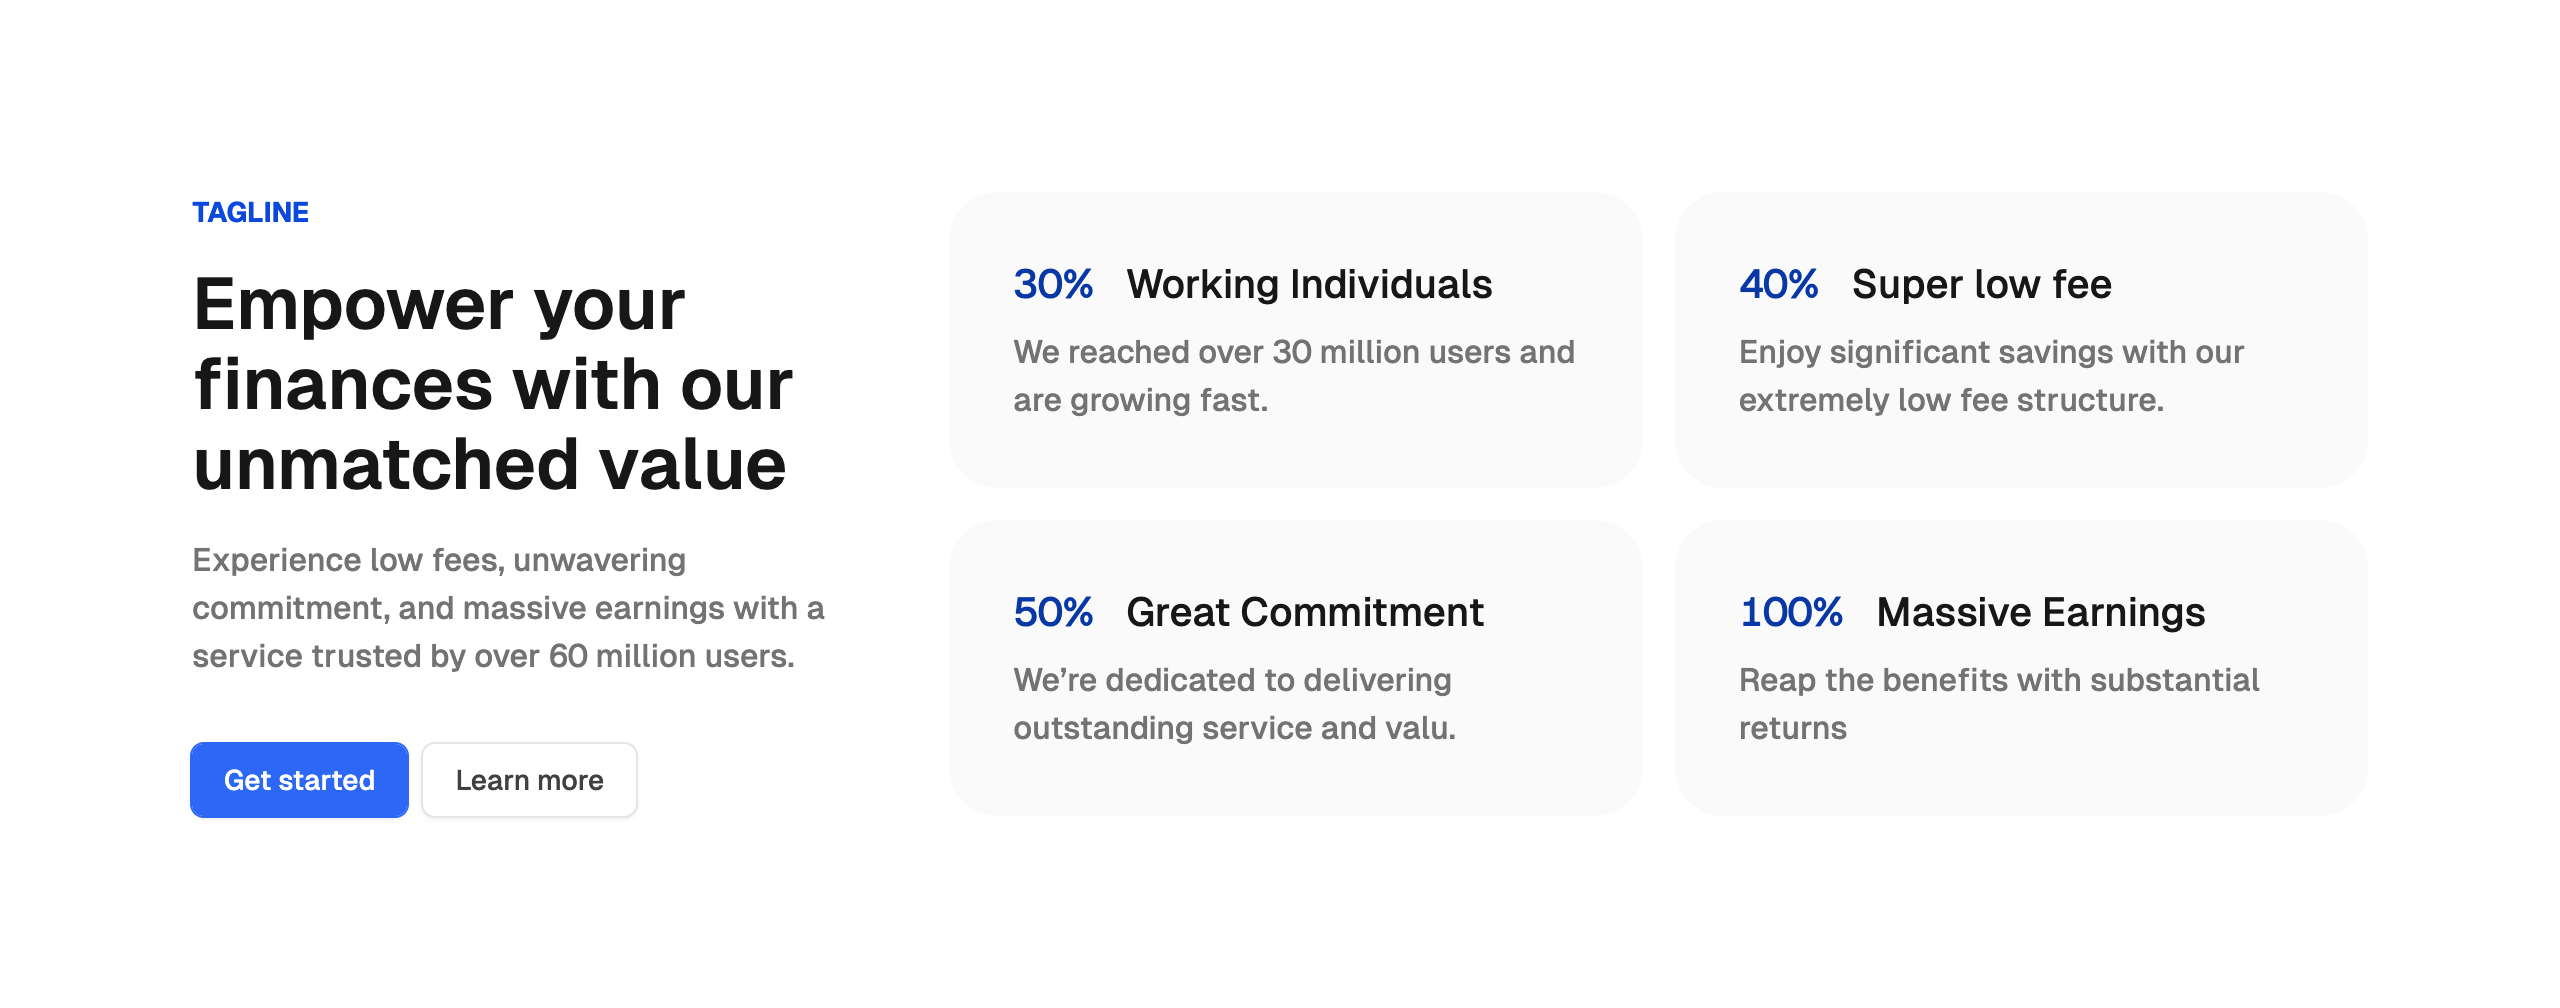 TAGLINE
Empower your
finances with our
unmatched value
Experience low fees, unwavering
commitment, and massive earnings with a
service trusted by over 60 million users.
Get started
Learn more
30% Working Individuals
We reached over 30 million users and
are growing fast.
40% Super low fee
Enjoy significant savings with our
extremely low fee structure.
50% Great Commitment
We’re dedicated to delivering
outstanding service and valu.
100% Massive Earnings
Reap the benefits with substantial
returns